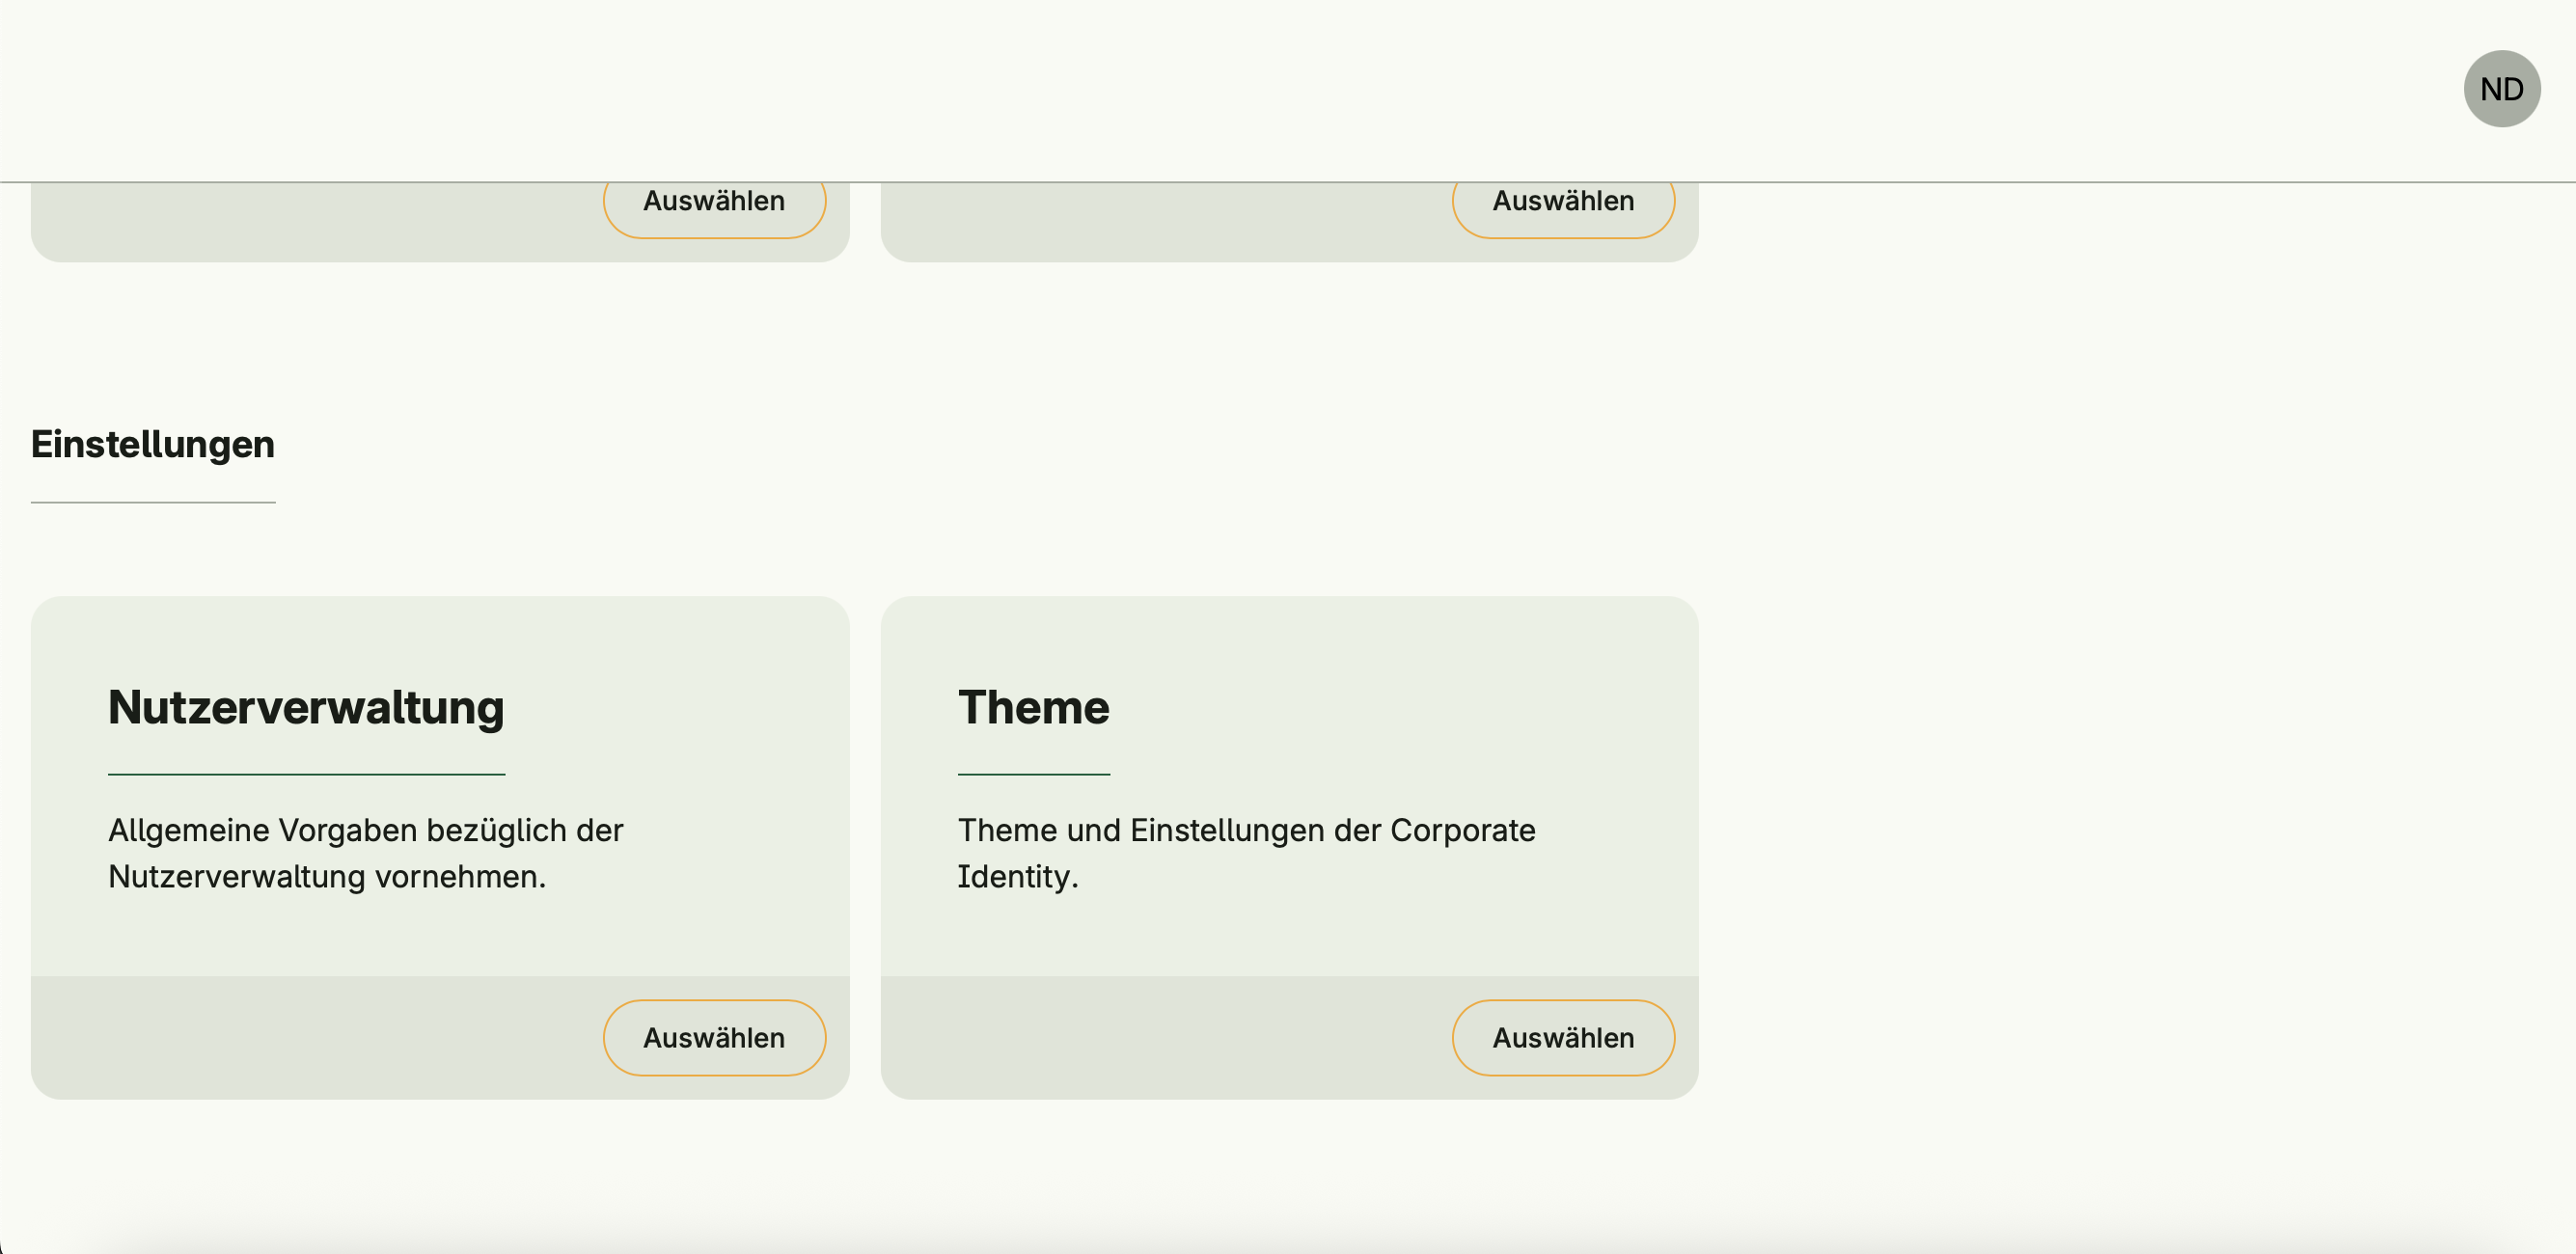 ND
Auswählen
Auswählen
Einstellungen
Nutzerverwaltung
Allgemeine Vorgaben bezüglich der
Nutzerverwaltung vornehmen.
Auswählen
Theme
Theme und Einstellungen der Corporate
Identity.
Auswählen